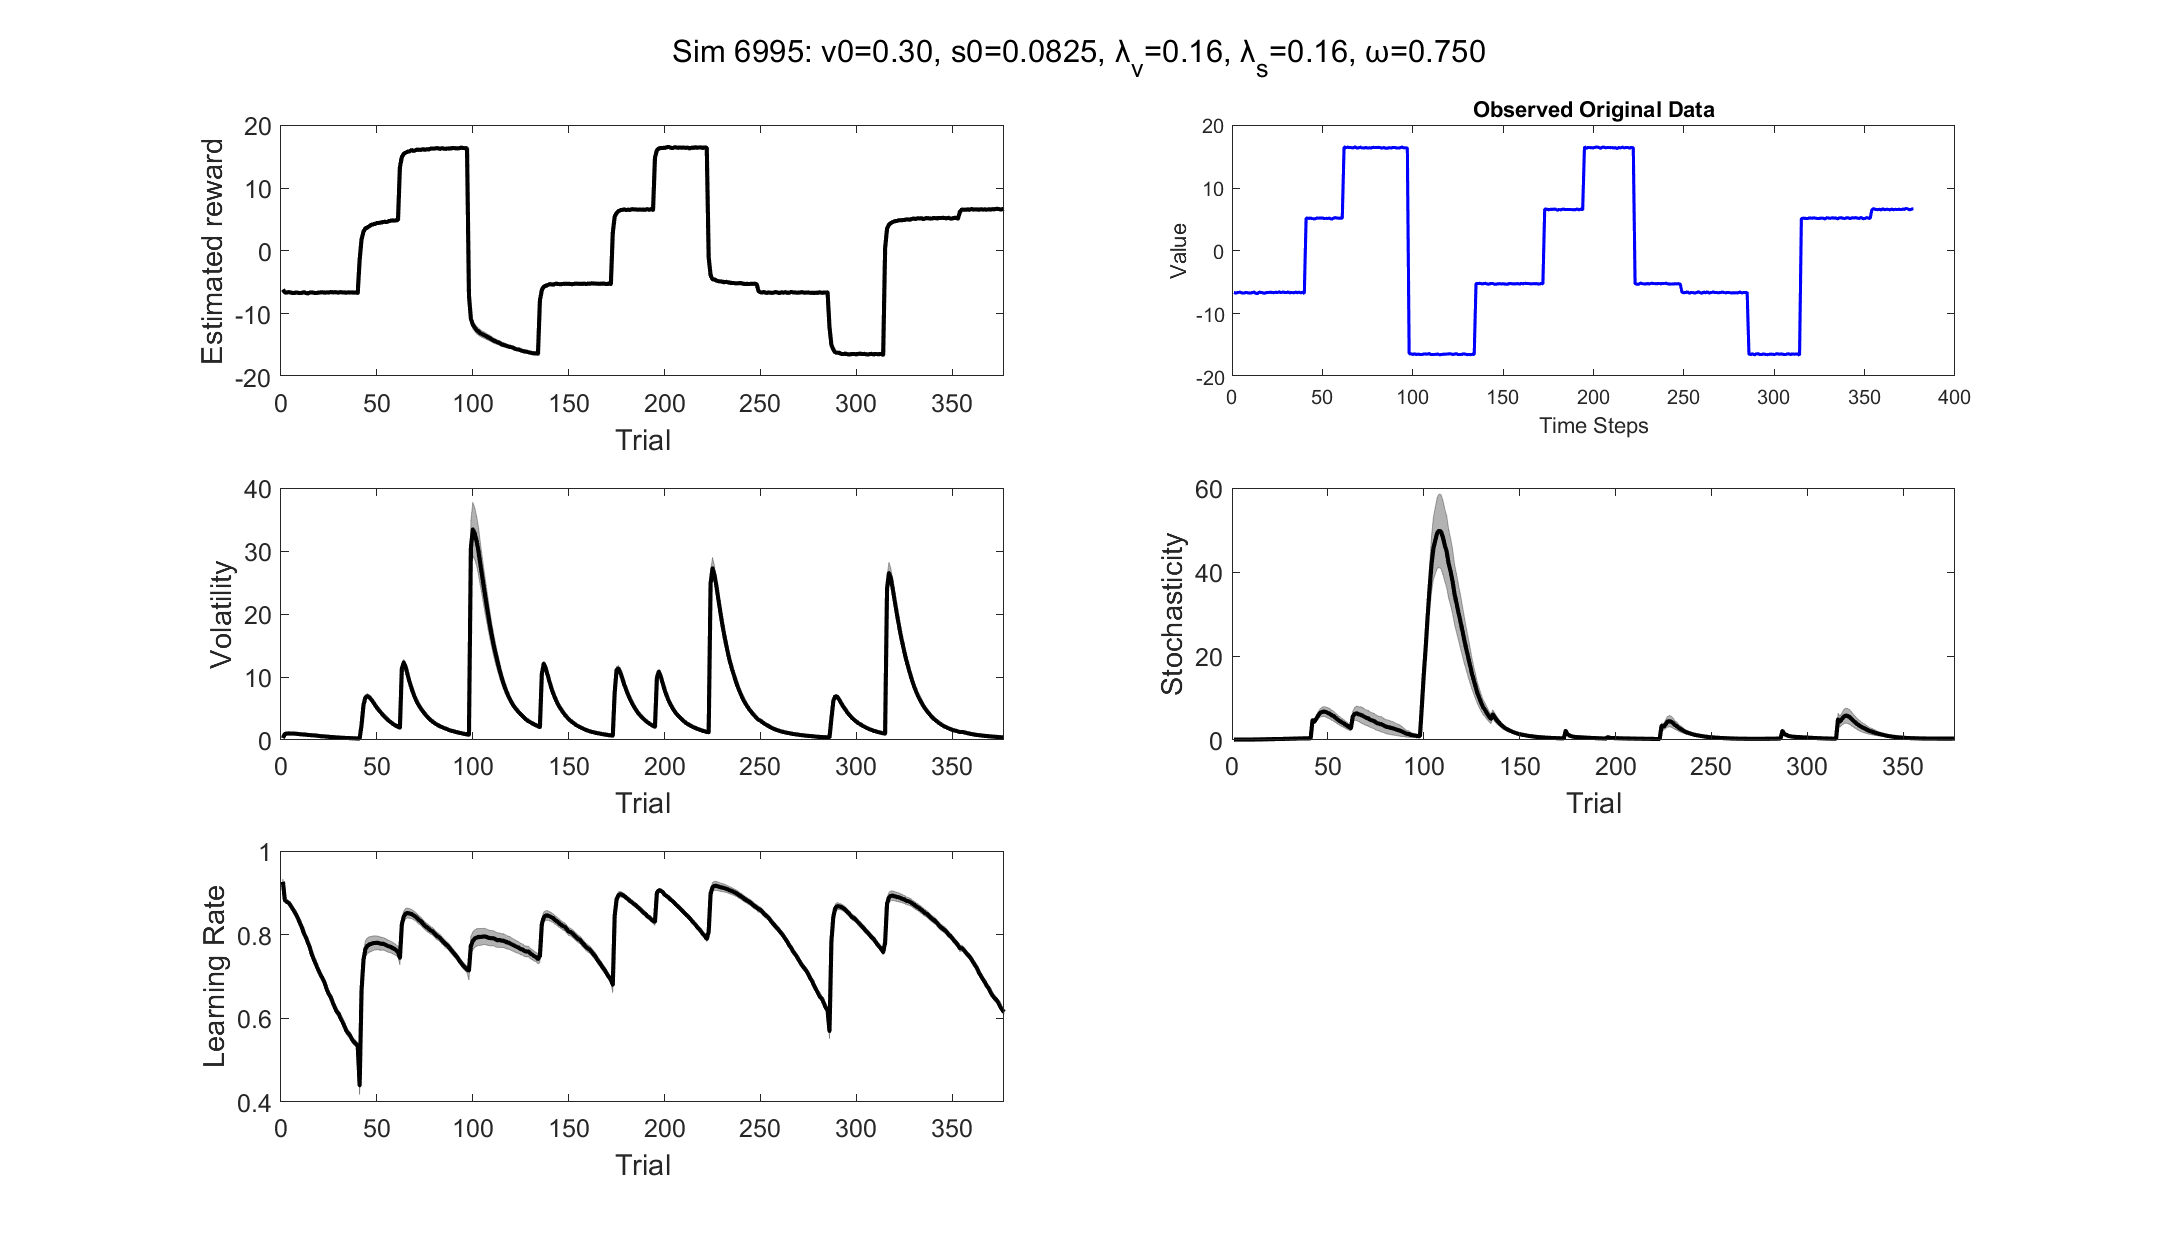 Sim 6995: v0=0.30, s0=0.0825, λ_v=0.16, λ_s=0.16, ω=0.750
20
10
0
-10
-20
Estimated reward
0 50 100 150 200 250 300 350
Trial
Observed Original Data
20
10
0
-10
-20
Value
0 50 100 150 200 250 300 350 400
Time Steps
40
30
20
10
0
Volatility
0 50 100 150 200 250 300 350
Trial
60
40
20
0
Stochasticity
0 50 100 150 200 250 300 350
Trial
1
0.8
0.6
0.4
Learning Rate
0 50 100 150 200 250 300 350
Trial